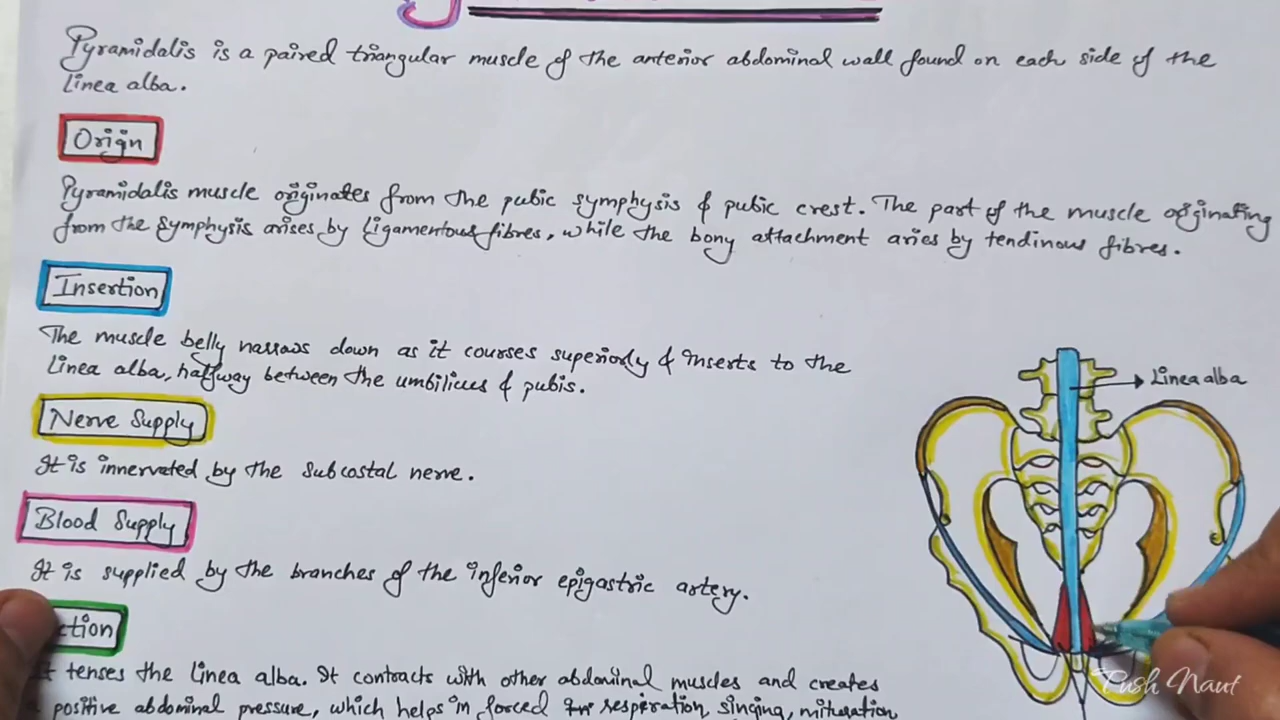 Pyramidalis is a paired triangular muscle of the anterior abdominal wall found on each side of the
Linea alba.
Origin
Pyramidalis muscle originates from the pubic symphysis & pubic crest. The part of the muscle originating
from the symphysis arises by ligamentous fibres, while the bony attachment aries by tendinous fibres.
Insertion
The muscle belly narrows down as it courses superiorly & inserts to the
Linea alba, halfway between the umbilicus & pubis.
Linea alba
Nerve Supply
It is innervated by the subcostal nerve.
Blood Supply
It is supplied by the branches of the inferior epigastric artery.
ction
It tenses the linea alba. It contracts with other abdominal muscles and creates
positive abdominal pressure, which helps in forced respiration, singing, mituration
Tush Naut